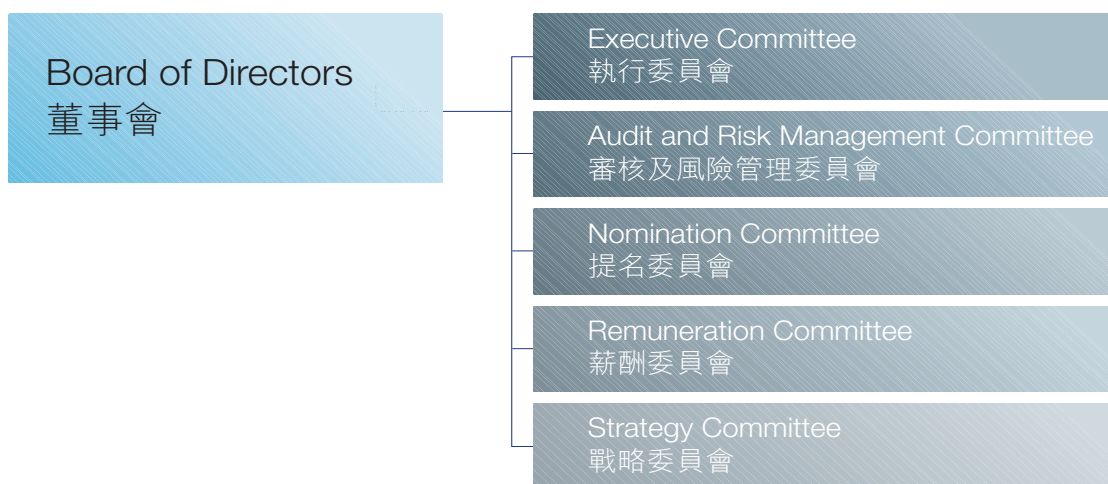 Board of Directors
董事會
Executive Committee
執行委員會
Audit and Risk Management Committee
審核及風險管理委員會
Nomination Committee
提名委員會
Remuneration Committee
薪酬委員會
Strategy Committee
戰略委員會